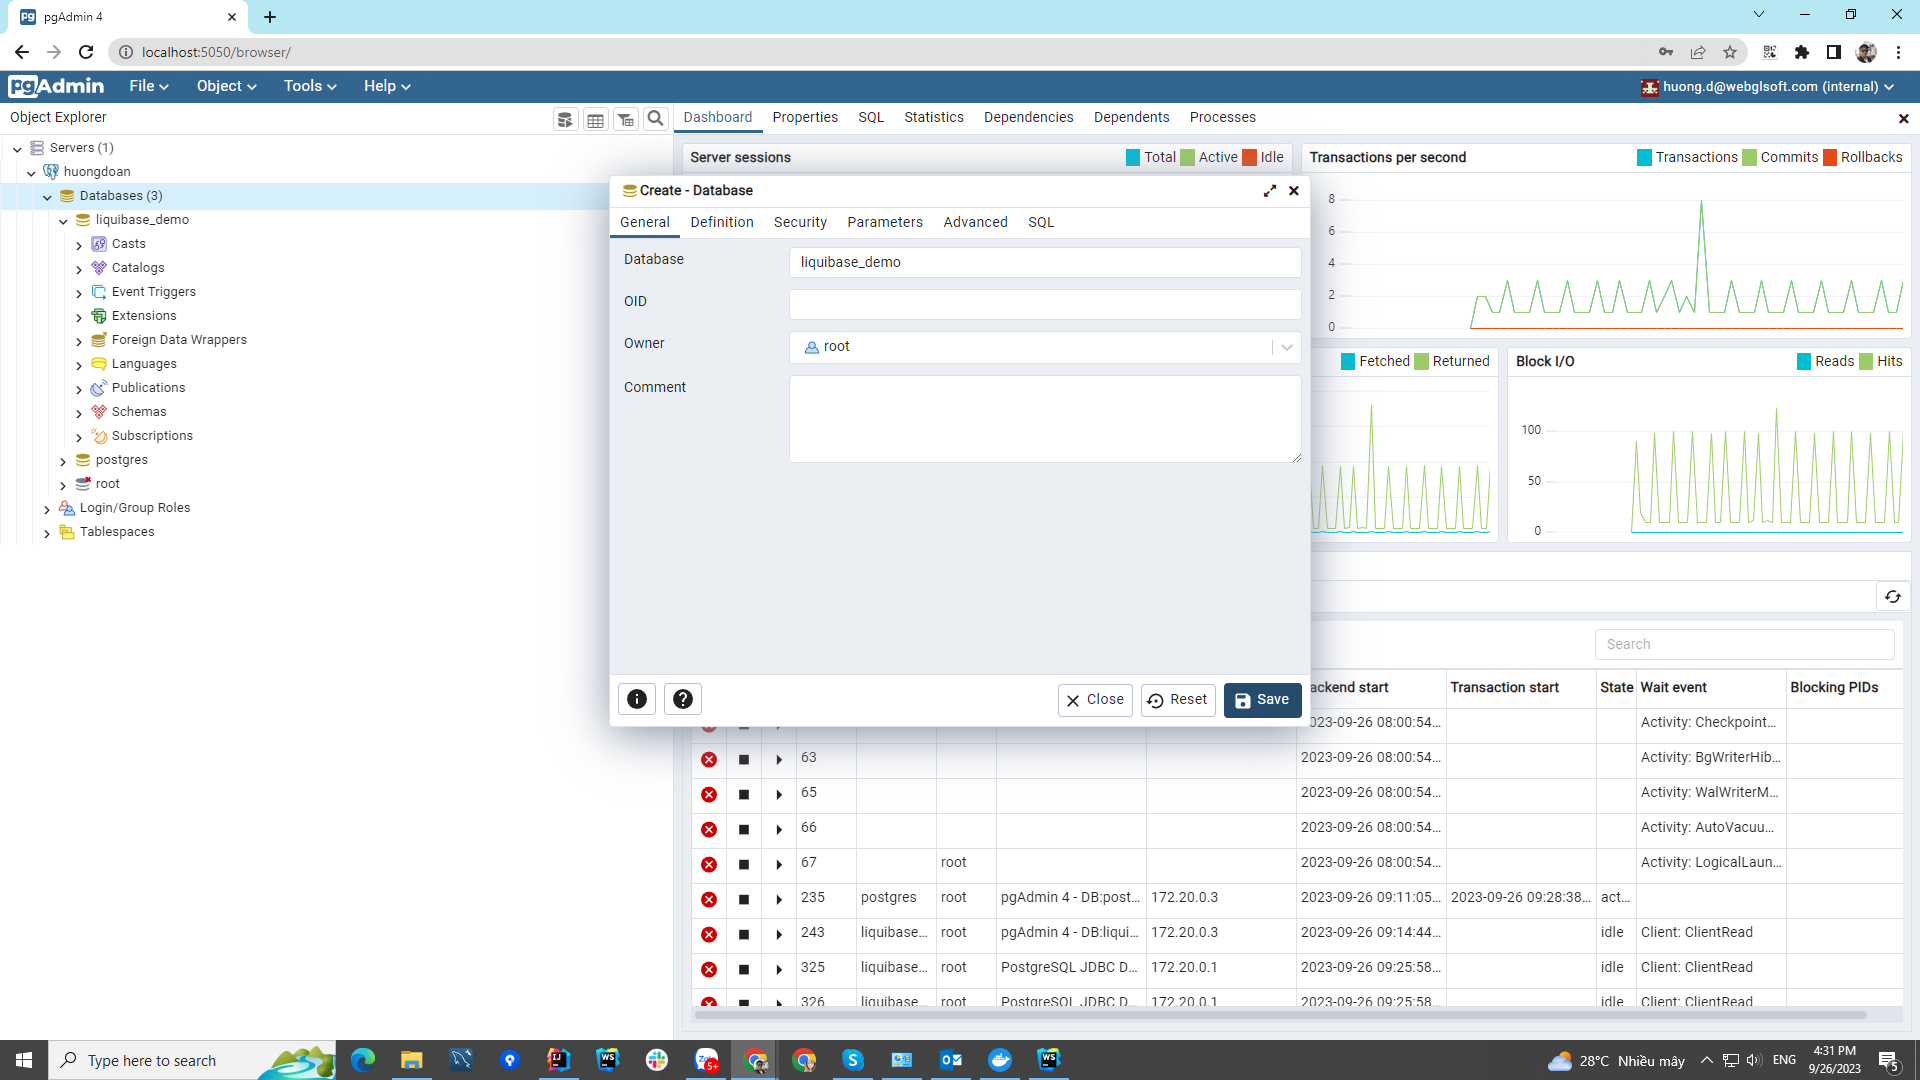 pgAdmin 4
localhost:5050/browser/
pgAdmin File Object Tools Help huong.d@webglsoft.com (internal)
Object Explorer
Dashboard Properties SQL Statistics Dependencies Dependents Processes
Servers (1)
huongdoan
Databases (3)
liquibase_demo
Casts
Catalogs
Event Triggers
Extensions
Foreign Data Wrappers
Languages
Publications
Schemas
Subscriptions
postgres
root
Login/Group Roles
Tablespaces
Server sessions Total Active Idle
Transactions per second Transactions Commits Rollbacks
8
6
4
2
0
Fetched Returned
Block I/O Reads Hits
100
50
0
Create - Database
General Definition Security Parameters Advanced SQL
Database liquibase_demo
OID
Owner root
Comment
Close Reset Save
Search
ackend start Transaction start State Wait event Blocking PIDs
023-09-26 08:00:54... Activity: Checkpoint...
63 2023-09-26 08:00:54... Activity: BgWriterHib...
65 2023-09-26 08:00:54... Activity: WalWriterM...
66 2023-09-26 08:00:54... Activity: AutoVacuu...
67 root 2023-09-26 08:00:54... Activity: LogicalLaun...
235 postgres root pgAdmin 4 - DB:post... 172.20.0.3 2023-09-26 09:11:05... 2023-09-26 09:28:38... act...
243 liquibase... root pgAdmin 4 - DB:liqui... 172.20.0.3 2023-09-26 09:14:44... idle Client: ClientRead
325 liquibase... root PostgreSQL JDBC D... 172.20.0.1 2023-09-26 09:25:58... idle Client: ClientRead
326 liquibase... root PostgreSQL JDBC D... 172.20.0.1 2023-09-26 09:25:58... idle Client: ClientRead
Type here to search
28°C Nhiều mây ENG
4:31 PM
9/26/2023
5